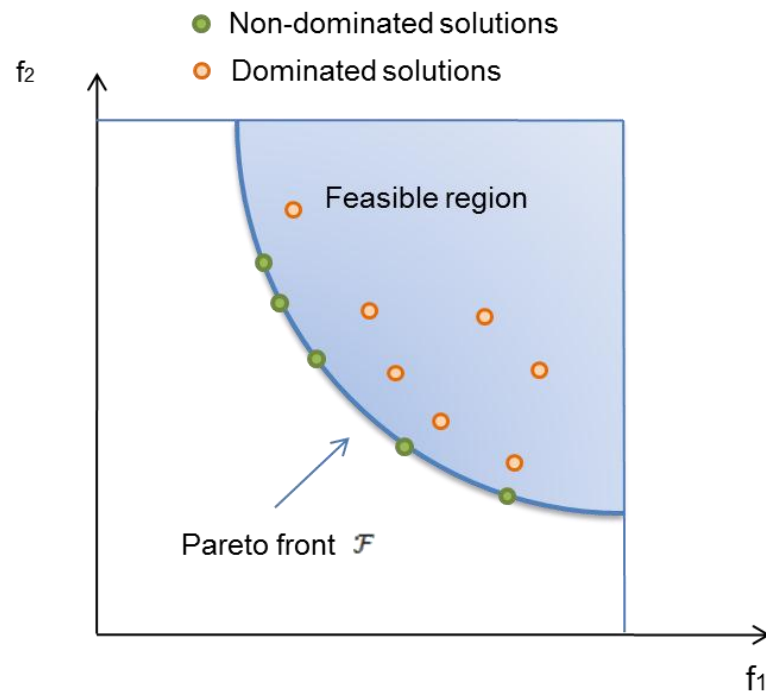 Non-dominated solutions
Dominated solutions
f2
Feasible region
Pareto front ℱ
f1